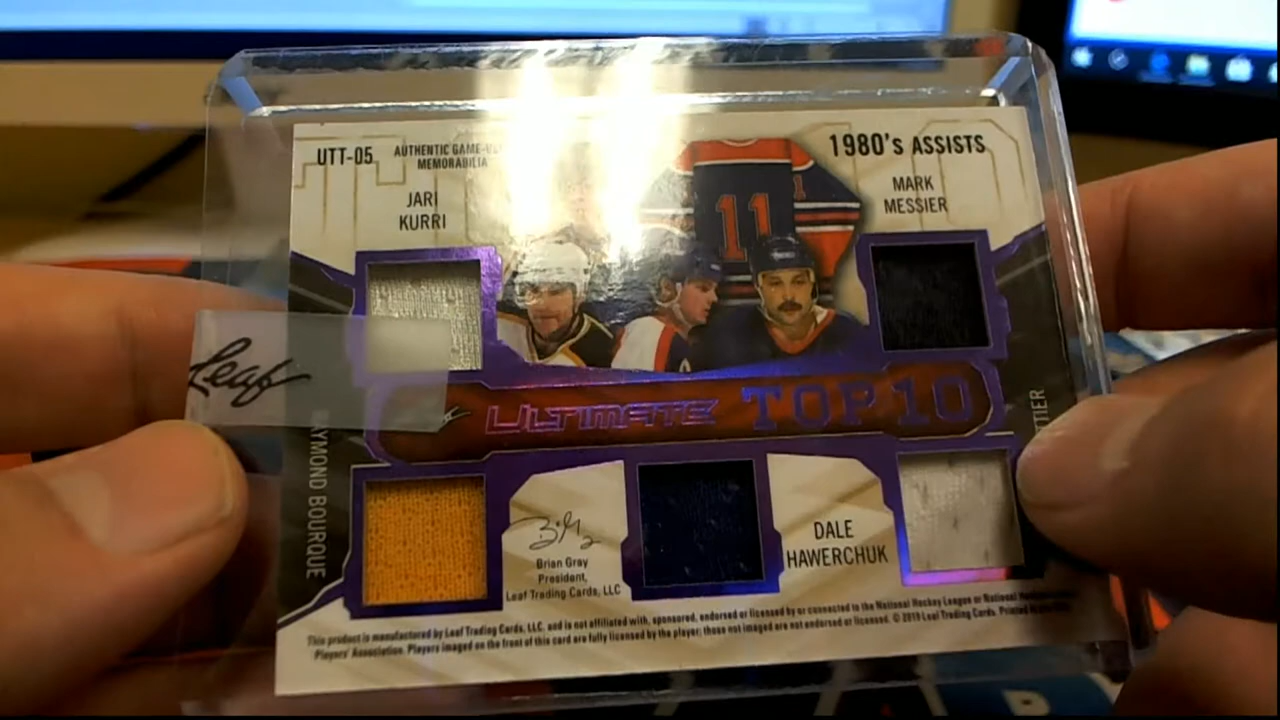 UTT-05
AUTHENTIC GAME-U
MEMORABILIA
1980's ASSISTS
JARI
KURRI
MARK
MESSIER
11
1
Leaf
ULTIMATE TOP 10
YMOND BOURQUE
TTIER
Brian Gray
President,
Leaf Trading Cards, LLC
DALE
HAWERCHUK
This product is manufactured by Leaf Trading Cards, LLC. and is not affiliated with, sponsored, endorsed or licensed by or connected to the National Hockey League or National Hockey
Players' Association. Players imaged on the front of this card are fully licensed by the player; those not imaged are not endorsed or licensed. © 2019 Leaf Trading Cards. Printed